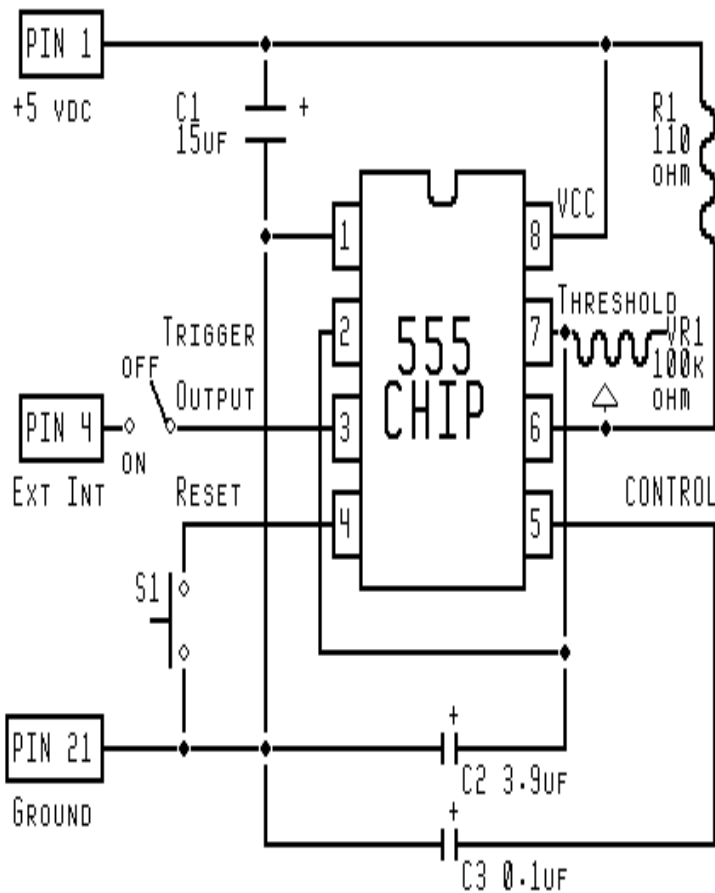 PIN 1
+5 VDC
C1
15UF
+
R1
110
OHM
VCC
1
8
2
7
3
6
4
5
555
CHIP
THRESHOLD
VR1
100K
OHM
TRIGGER
OFF
OUTPUT
PIN 4
ON
EXT INT
RESET
CONTROL
S1
PIN 21
GROUND
+
C2 3.9UF
+
C3 0.1UF